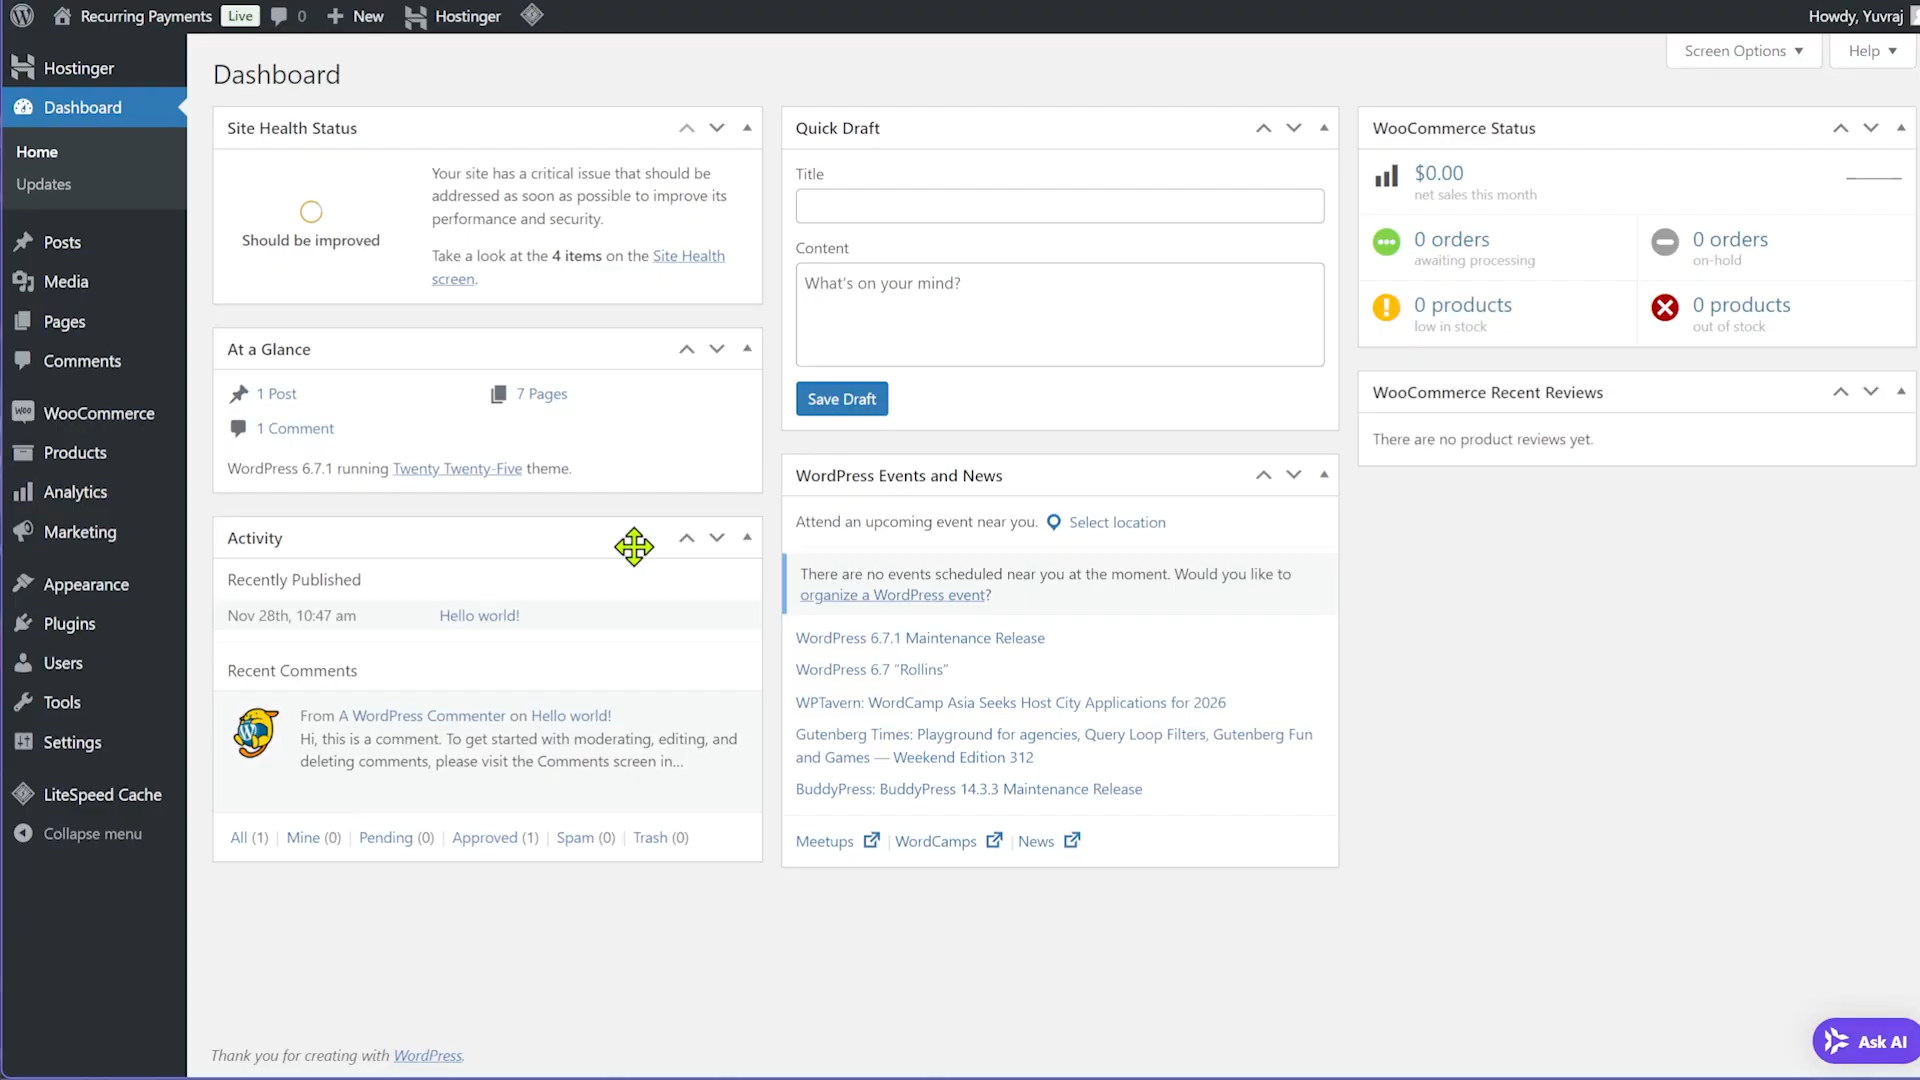 Recurring Payments Live 0 New Hostinger
Howdy, Yuvraj
Screen Options
Help
Hostinger
Dashboard
Home
Updates
Posts
Media
Pages
Comments
WooCommerce
Products
Analytics
Marketing
Appearance
Plugins
Users
Tools
Settings
LiteSpeed Cache
Collapse menu
Dashboard
Site Health Status
Should be improved
Your site has a critical issue that should be
addressed as soon as possible to improve its
performance and security.
Take a look at the 4 items on the Site Health
screen.
At a Glance
1 Post
7 Pages
1 Comment
WordPress 6.7.1 running Twenty Twenty-Five theme.
Activity
Recently Published
Nov 28th, 10:47 am Hello world!
Recent Comments
From A WordPress Commenter on Hello world!
Hi, this is a comment. To get started with moderating, editing, and
deleting comments, please visit the Comments screen in...
All (1) | Mine (0) | Pending (0) | Approved (1) | Spam (0) | Trash (0)
Quick Draft
Title
Content
What's on your mind?
Save Draft
WordPress Events and News
Attend an upcoming event near you. Select location
There are no events scheduled near you at the moment. Would you like to
organize a WordPress event?
WordPress 6.7.1 Maintenance Release
WordPress 6.7 “Rollins”
WPTavern: WordCamp Asia Seeks Host City Applications for 2026
Gutenberg Times: Playground for agencies, Query Loop Filters, Gutenberg Fun
and Games — Weekend Edition 312
BuddyPress: BuddyPress 14.3.3 Maintenance Release
Meetups | WordCamps | News
WooCommerce Status
$0.00
net sales this month
0 orders
awaiting processing
0 orders
on-hold
0 products
low in stock
0 products
out of stock
WooCommerce Recent Reviews
There are no product reviews yet.
Thank you for creating with WordPress.
Ask AI